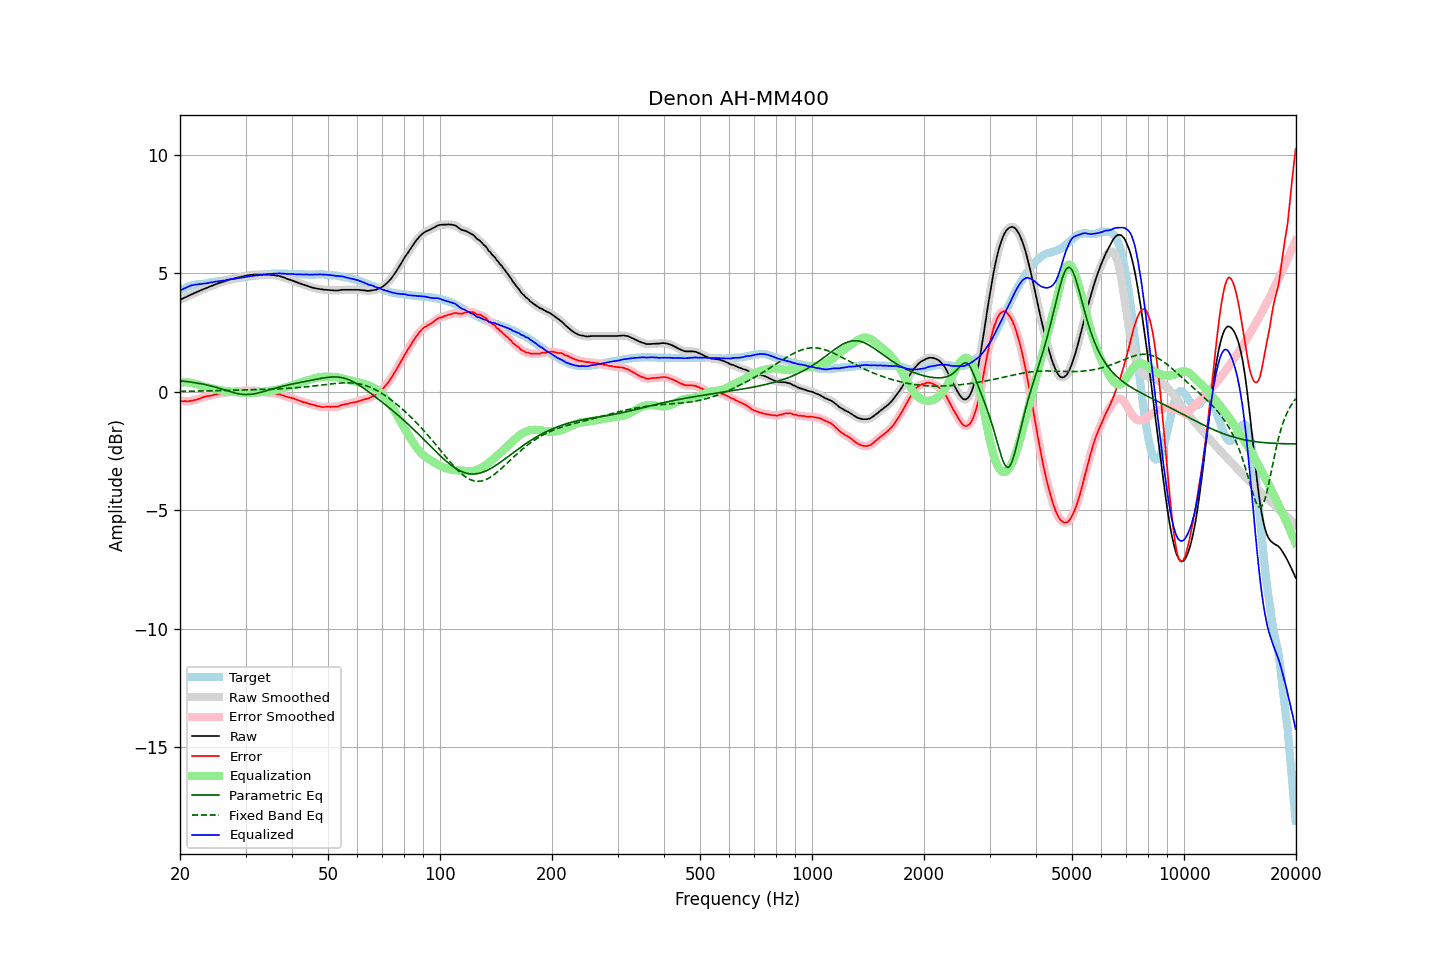 Denon AH-MM400
Amplitude (dBr)
10
5
0
−5
−10
−15
Target
Raw Smoothed
Error Smoothed
Raw
Error
Equalization
Parametric Eq
Fixed Band Eq
Equalized
20 50 100 200 500 1000 2000 5000 10000 20000
Frequency (Hz)